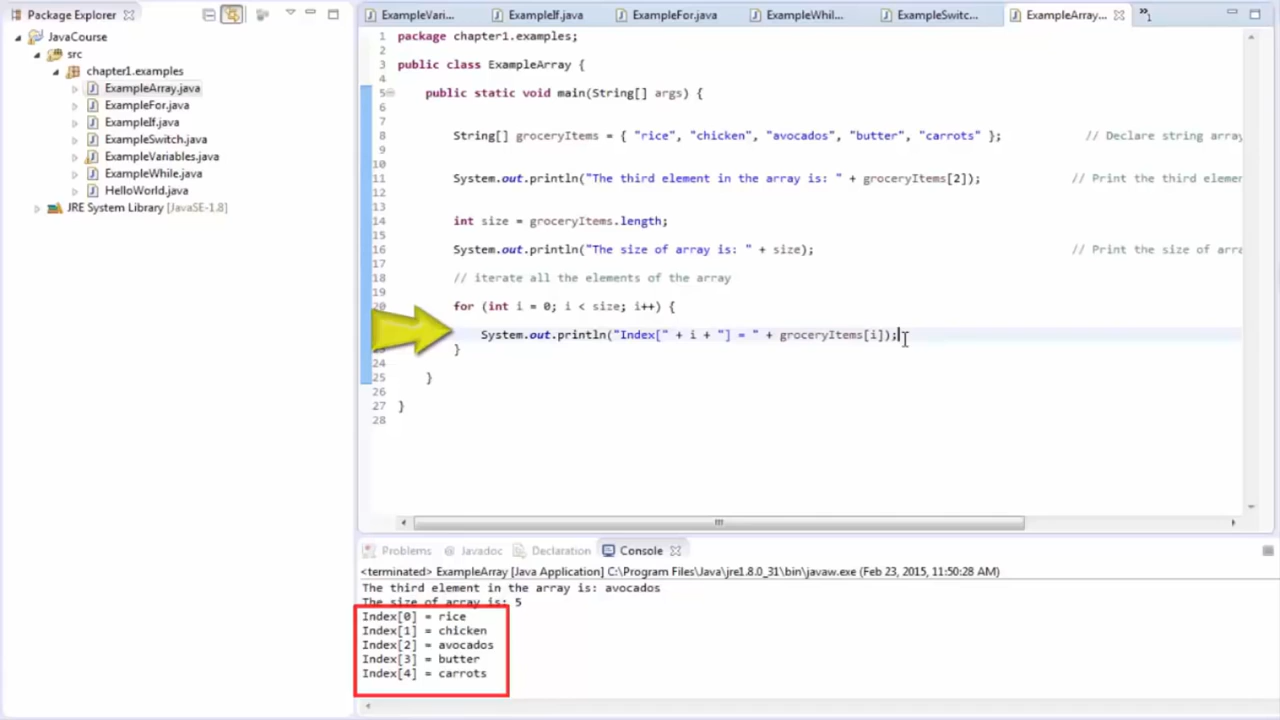 Package Explorer
JavaCourse
src
chapter1.examples
ExampleArray.java
ExampleFor.java
ExampleIf.java
ExampleSwitch.java
ExampleVariables.java
ExampleWhile.java
HelloWorld.java
JRE System Library [JavaSE-1.8]
ExampleVari... ExampleIf.java ExampleFor.java ExampleWhil... ExampleSwitc... ExampleArray... »1
1 package chapter1.examples;
2
3 public class ExampleArray {
4
5 public static void main(String[] args) {
6
7
8 String[] groceryItems = { "rice", "chicken", "avocados", "butter", "carrots" }; // Declare string array
9
10
11 System.out.println("The third element in the array is: " + groceryItems[2]); // Print the third elemen
12
13
14 int size = groceryItems.length;
15
16 System.out.println("The size of array is: " + size); // Print the size of arra
17
18 // iterate all the elements of the array
19
20 for (int i = 0; i < size; i++) {
System.out.println("Index[" + i + "] = " + groceryItems[i]);
23 }
24
25 }
26
27 }
28
Problems @ Javadoc Declaration Console
<terminated> ExampleArray [Java Application] C:\Program Files\Java\jre1.8.0_31\bin\javaw.exe (Feb 23, 2015, 11:50:28 AM)
The third element in the array is: avocados
The size of array is: 5
Index[0] = rice
Index[1] = chicken
Index[2] = avocados
Index[3] = butter
Index[4] = carrots